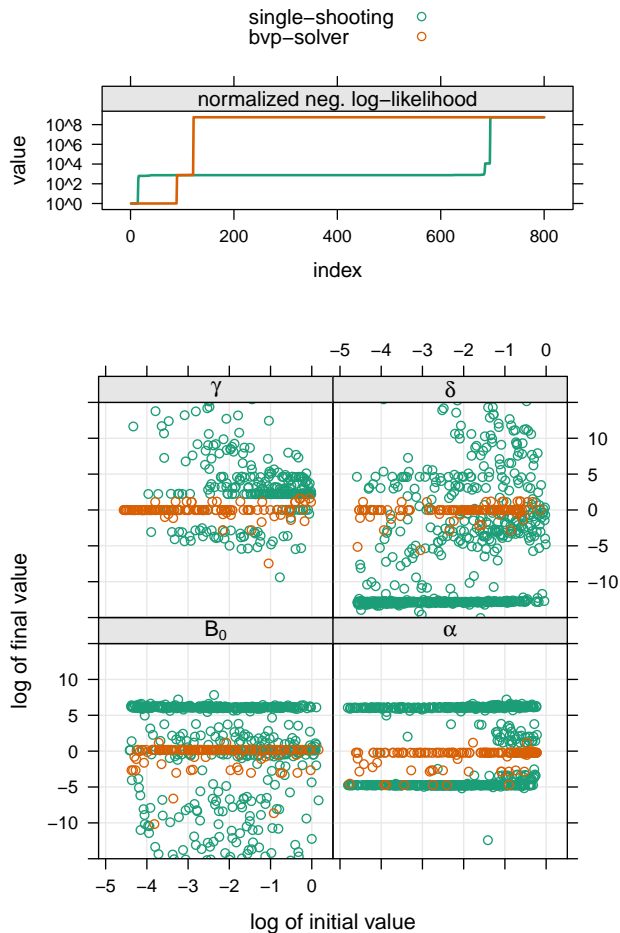 single−shooting
bvp−solver
normalized neg. log−likelihood
value
10^8
10^6
10^4
10^2
10^0
0 200 400 600 800
index
−5 −4 −3 −2 −1 0
γ δ
10
5
0
−5
−10
B₀ α
10
5
0
−5
−10
log of final value
−5 −4 −3 −2 −1 0
log of initial value